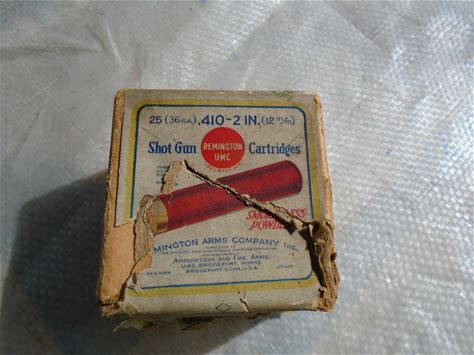 25 (36 GA) .410-2 IN. (12 m/m)
Shot Gun REMINGTON UMC Cartridges
SMOKELESS
POWDER
MINGTON ARMS COMPANY INC.
AMMUNITION AND FIRE ARMS
U.M.C. BRIDGEPORT WORKS
NEW YORK BRIDGEPORT, CONN., U.S.A. LONDON